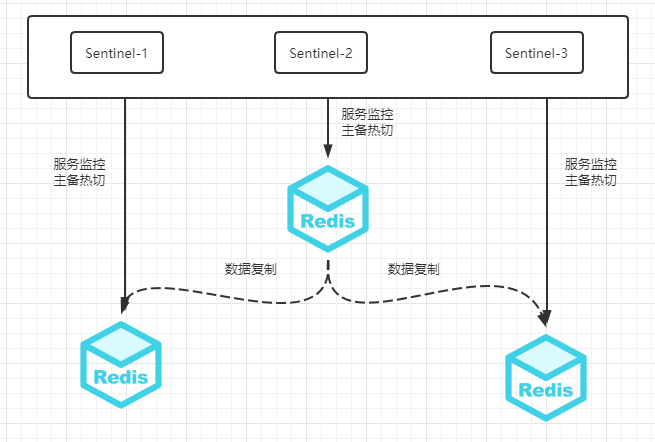 Sentinel-1
Sentinel-2
Sentinel-3
服务监控
主备热切
服务监控
主备热切
服务监控
主备热切
Redis
数据复制
数据复制
Redis
Redis